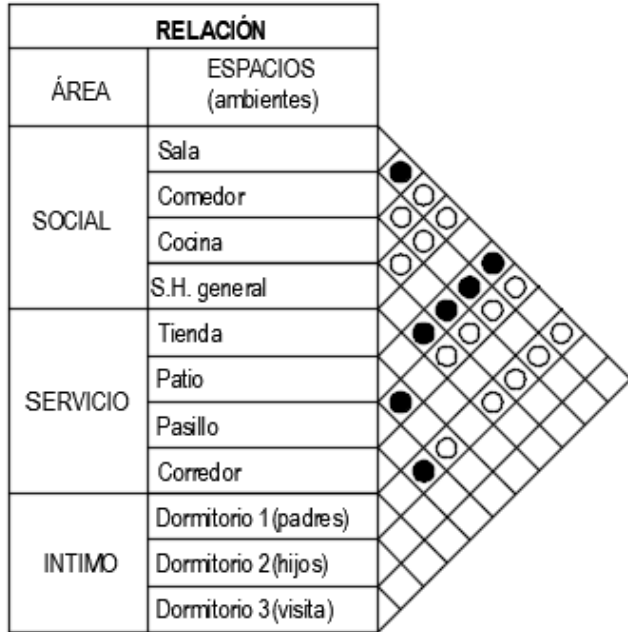 RELACIÓN
ÁREA
ESPACIOS
(ambientes)
SOCIAL
Sala
Comedor
Cocina
S.H. general
SERVICIO
Tienda
Patio
Pasillo
Corredor
INTIMO
Dormitorio 1(padres)
Dormitorio 2(hijos)
Dormitorio 3(visita)